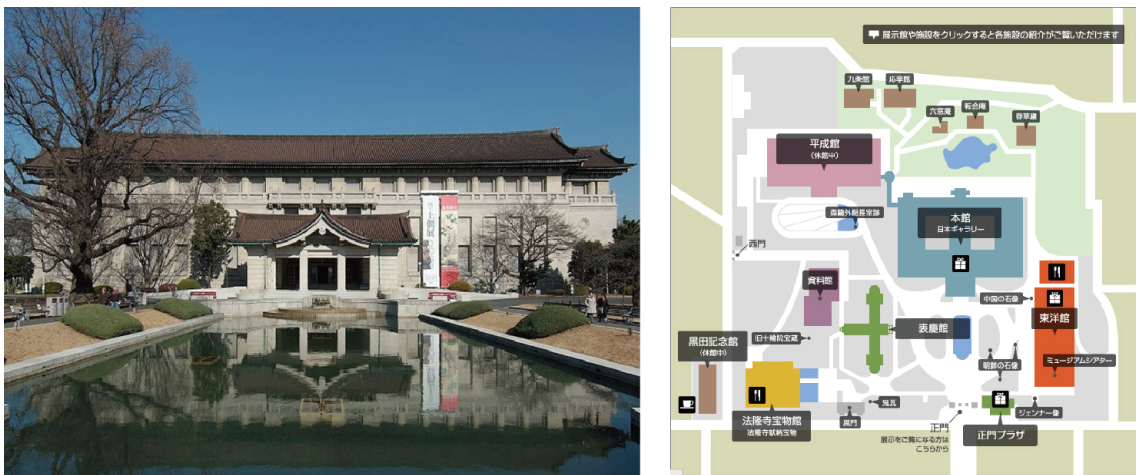 土偶展
展示館や施設をクリックすると各施設の紹介がご覧いただけます
九条館
応挙館
六窓庵
転合庵
春草廬
平成館
(休館中)
森鷗外総長室跡
本館
日本ギャラリー
西門
資料館
中国の石像
東洋館
表慶館
旧十輪院宝蔵
黒田記念館
(休館中)
朝鮮の石像
ミュージアムシアター
法隆寺宝物館
法隆寺献納宝物
黒門
鬼瓦
正門
展示をご覧になる方は
こちらから
正門プラザ
ジェンナー像